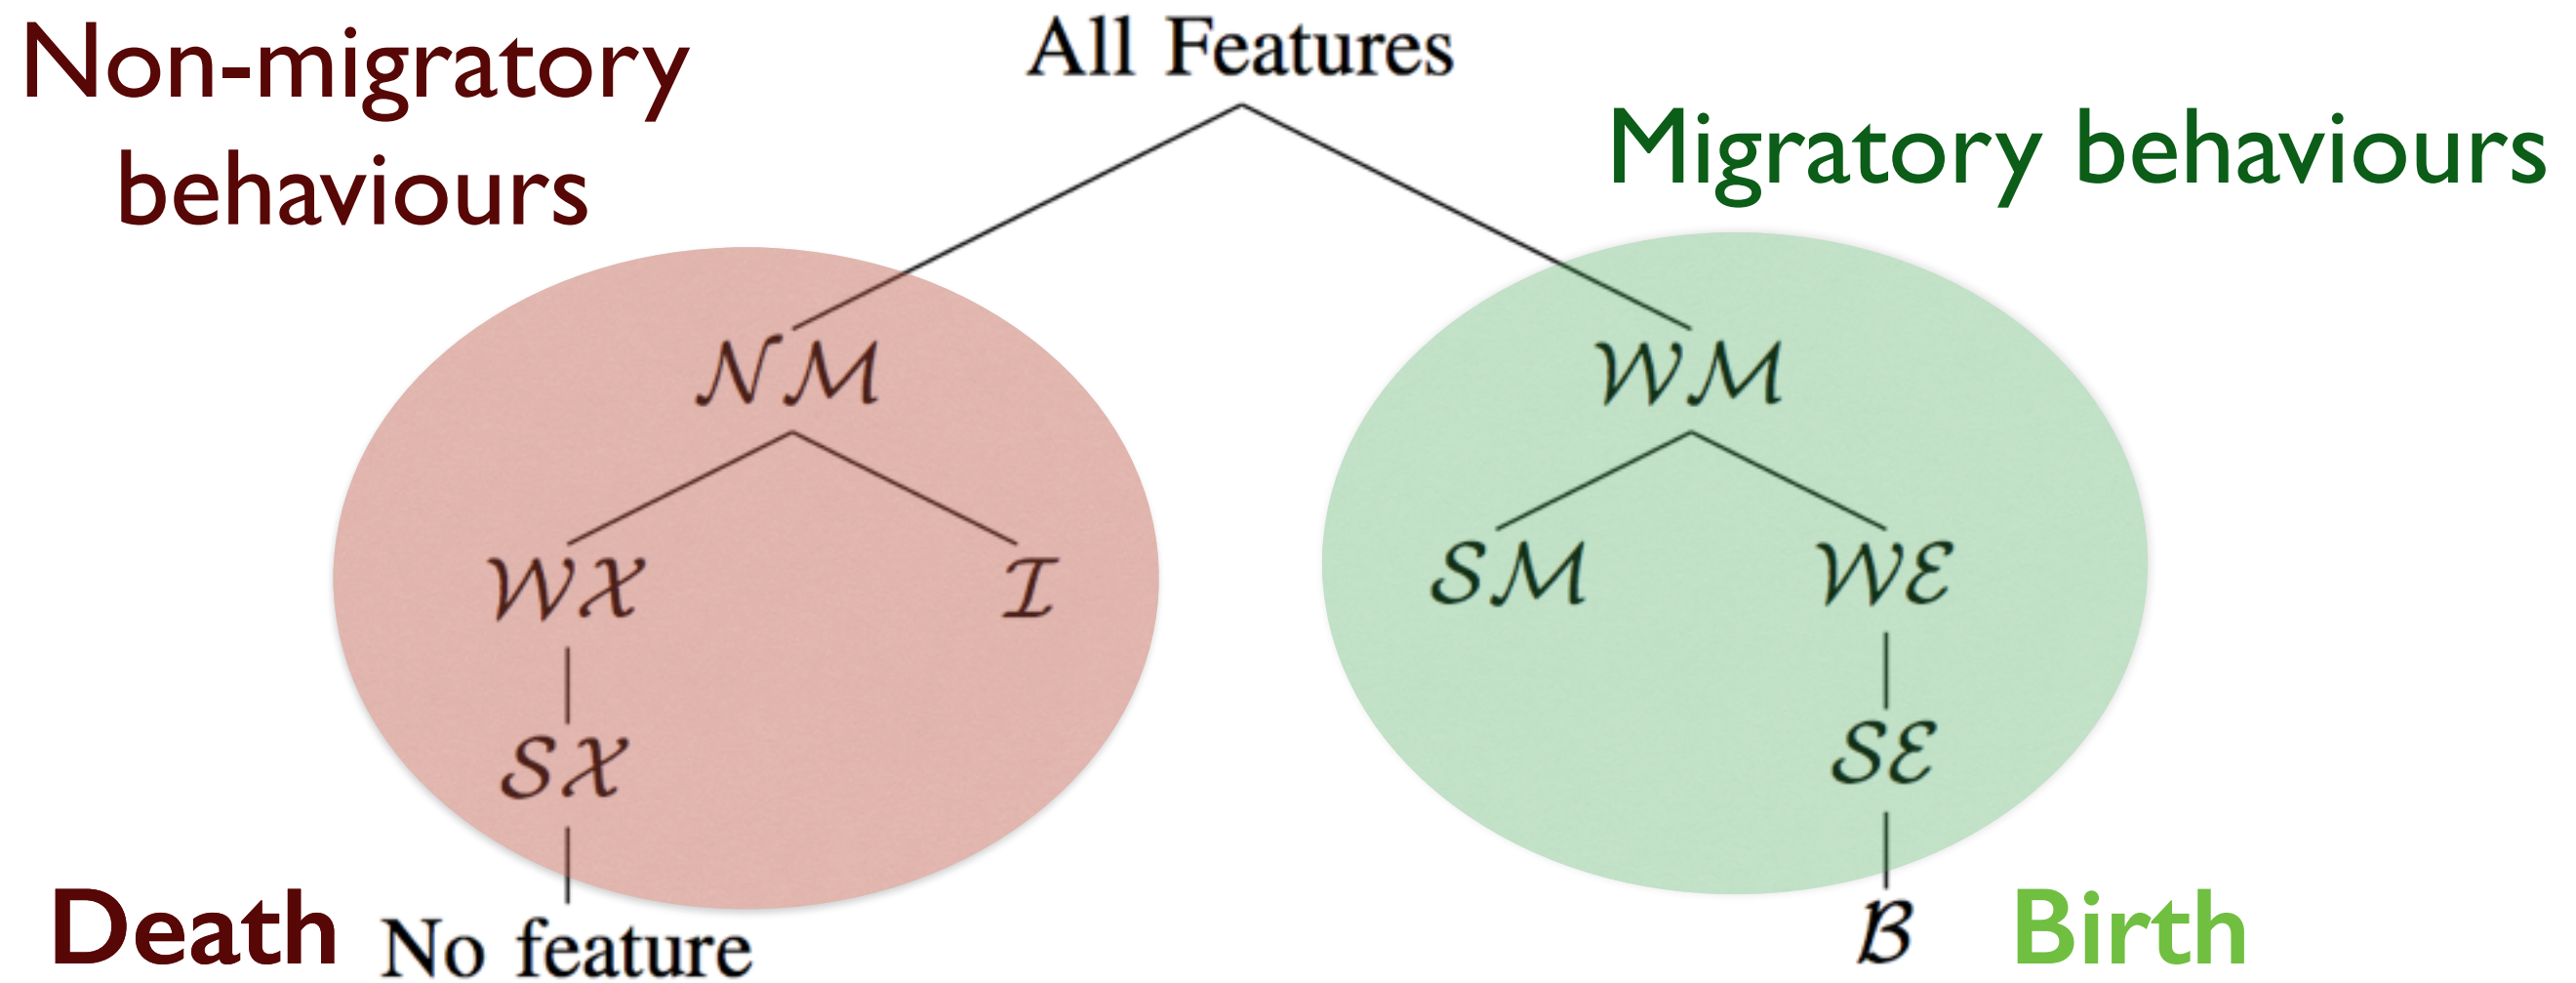 Non-migratory
behaviours
All Features
Migratory behaviours
𝒩ℳ
𝒲ℳ
𝒲𝒳
ℐ
𝒮ℳ
𝒲ℰ
𝒮𝒳
𝒮ℰ
Death
No feature
ℬ
Birth